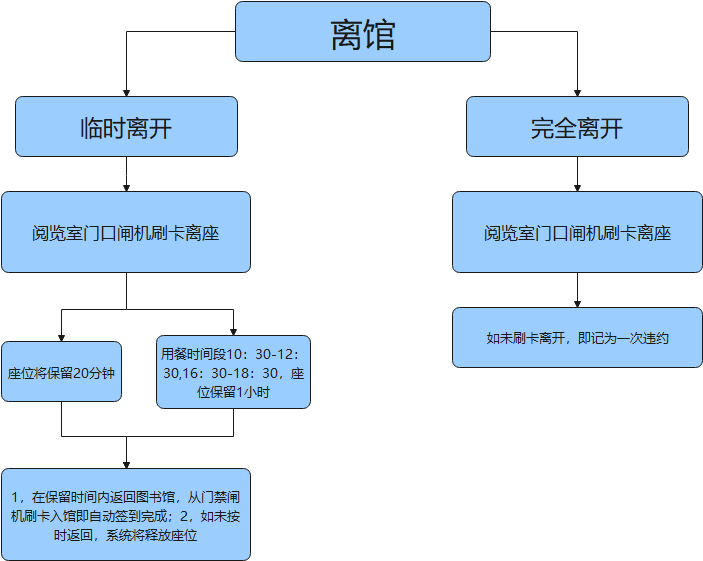 离馆
临时离开
完全离开
阅览室门口闸机刷卡离座
阅览室门口闸机刷卡离座
座位将保留20分钟
用餐时间段10：30-12：
30,16：30-18：30，座
位保留1小时
如未刷卡离开，即记为一次违约
1，在保留时间内返回图书馆，从门禁闸
机刷卡入馆即自动签到完成；2，如未按
时返回，系统将释放座位